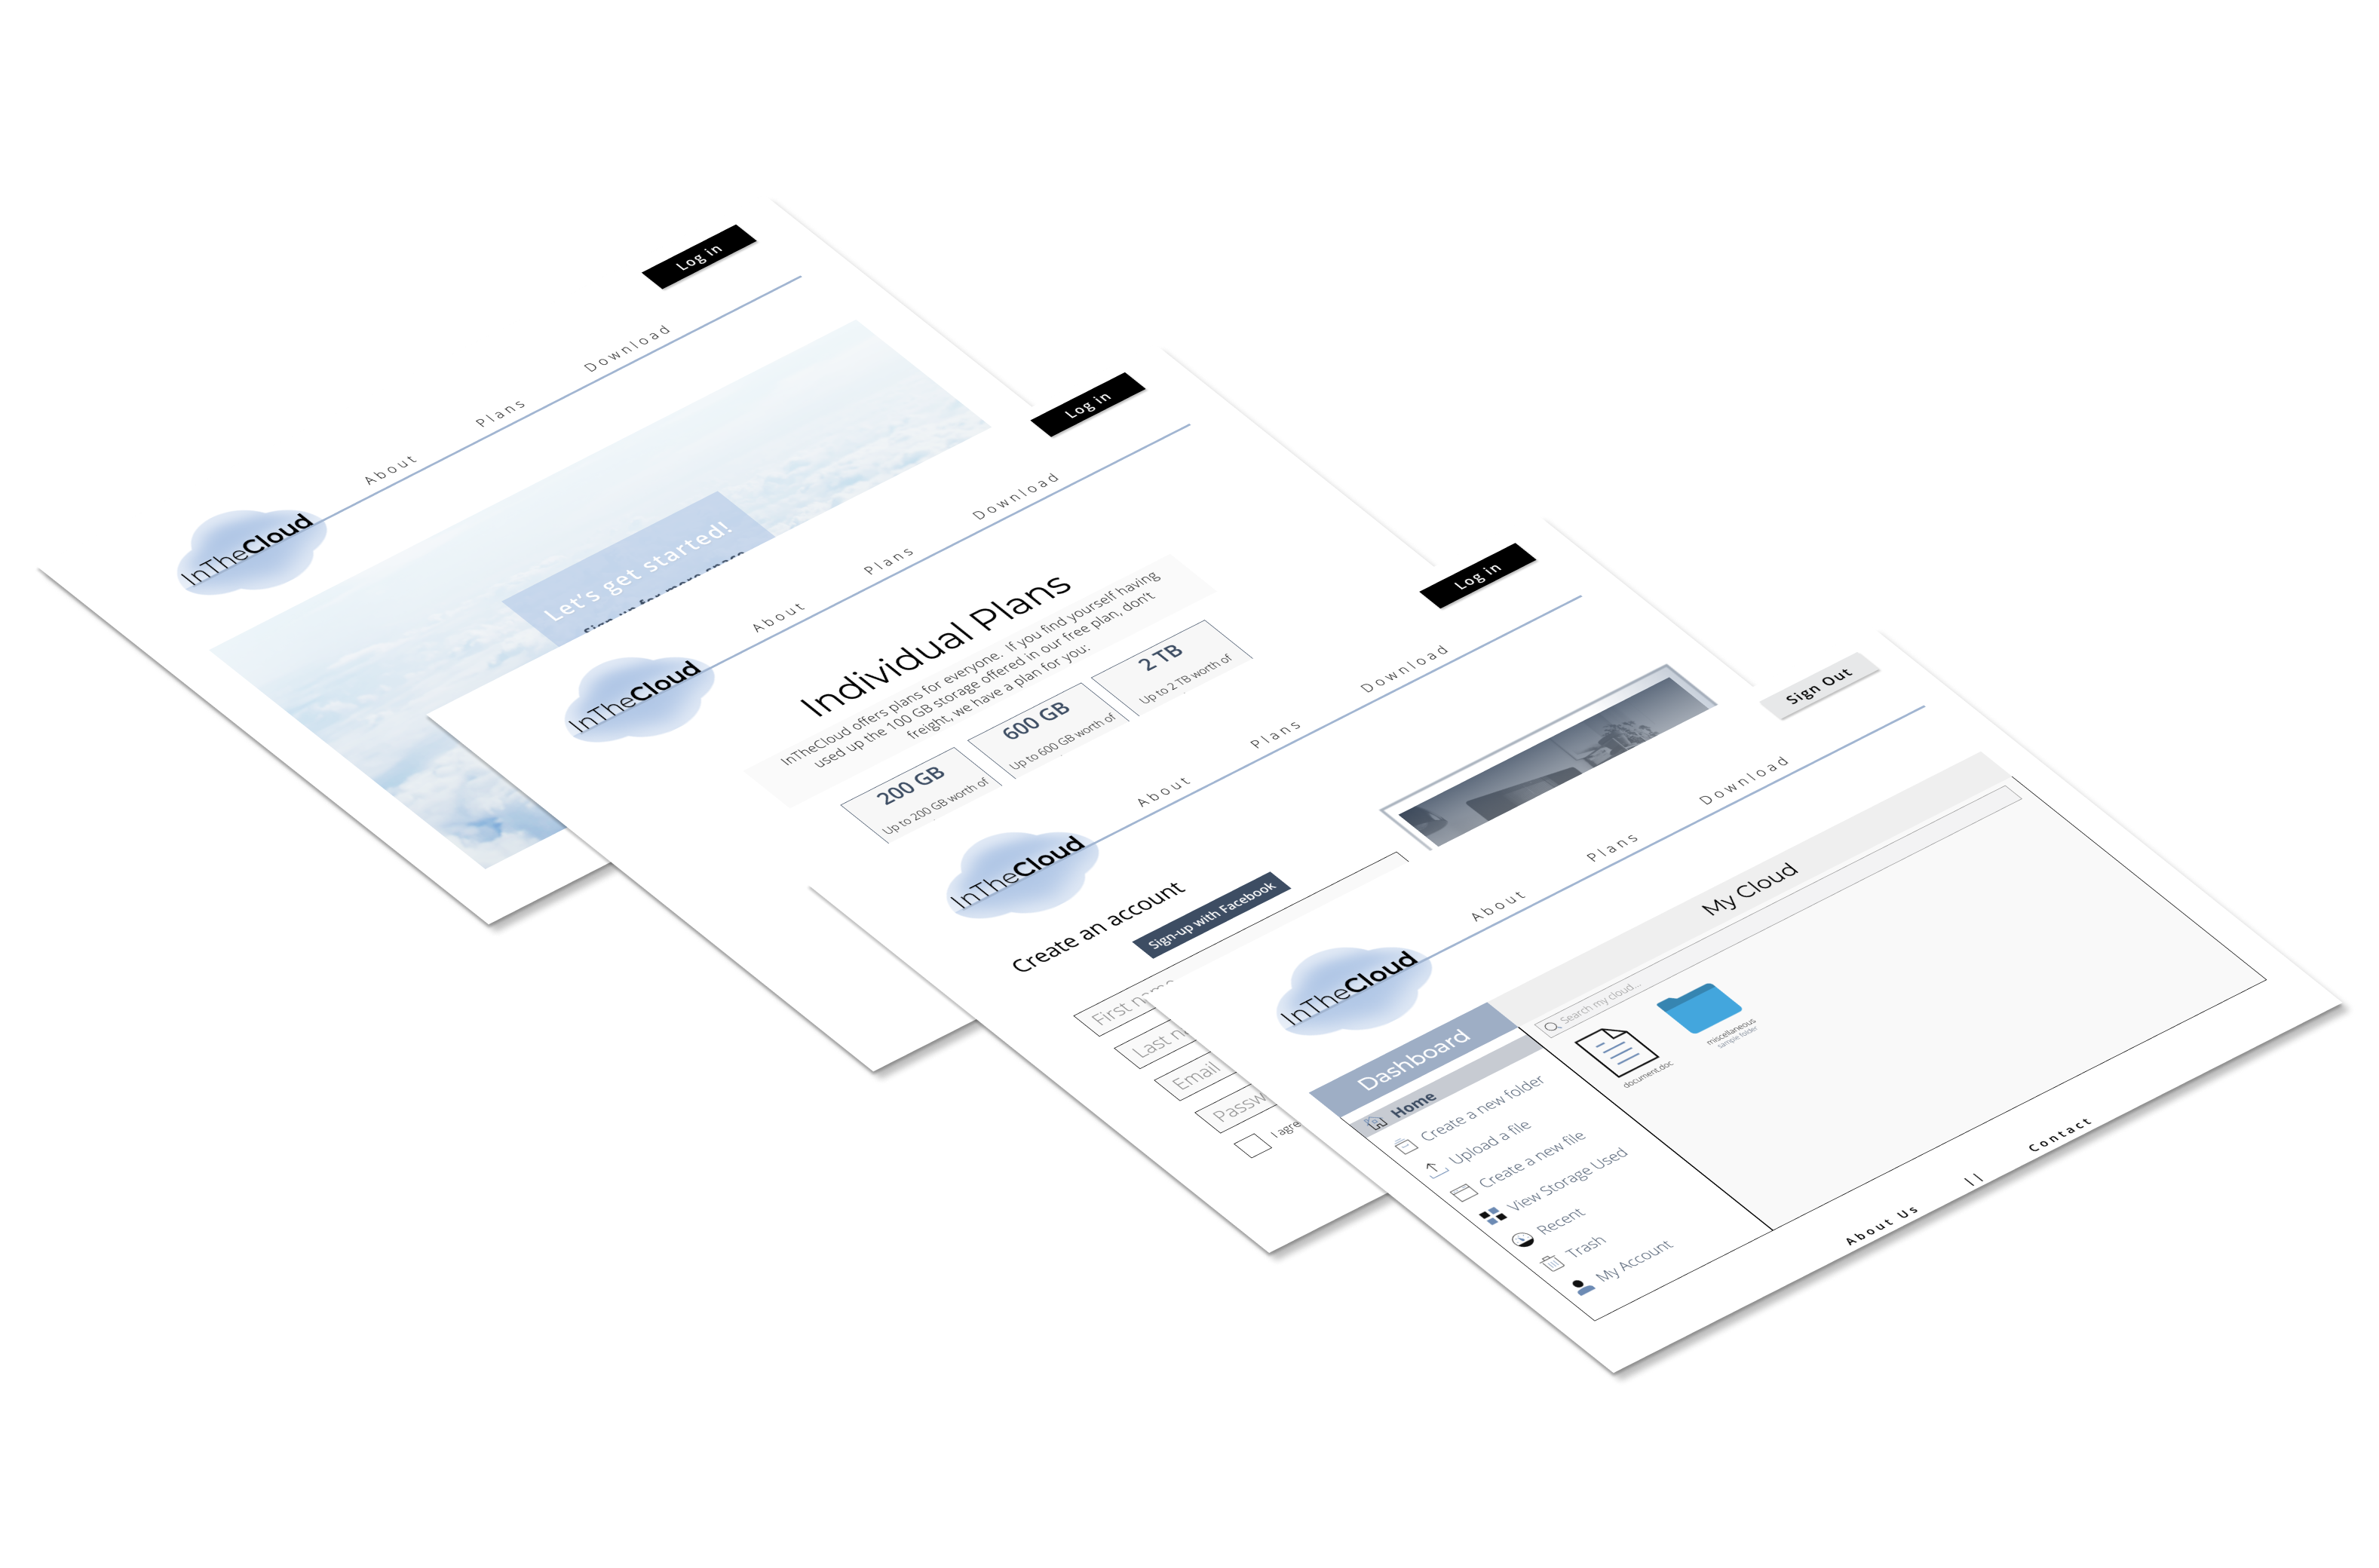 Log in
About
Plans
Download
InTheCloud
Let's get started!
Sign up for more space
Log in
About
Plans
Download
InTheCloud
Individual Plans
InTheCloud offers plans for everyone. If you find yourself having
used up the 100 GB storage offered in our free plan, don't
freight, we have a plan for you:
200 GB
Up to 200 GB worth of
600 GB
Up to 600 GB worth of
2 TB
Up to 2 TB worth of
Log in
About
Plans
Download
InTheCloud
Create an account
Sign-up with Facebook
First name
Last n
Email
Passw
I agre
Sign Out
About
Plans
Download
InTheCloud
Dashboard
Home
Create a new folder
Upload a file
Create a new file
View Storage Used
Recent
Trash
My Account
My Cloud
Search my cloud...
document.doc
miscellaneous
sample folder
About Us
||
Contact